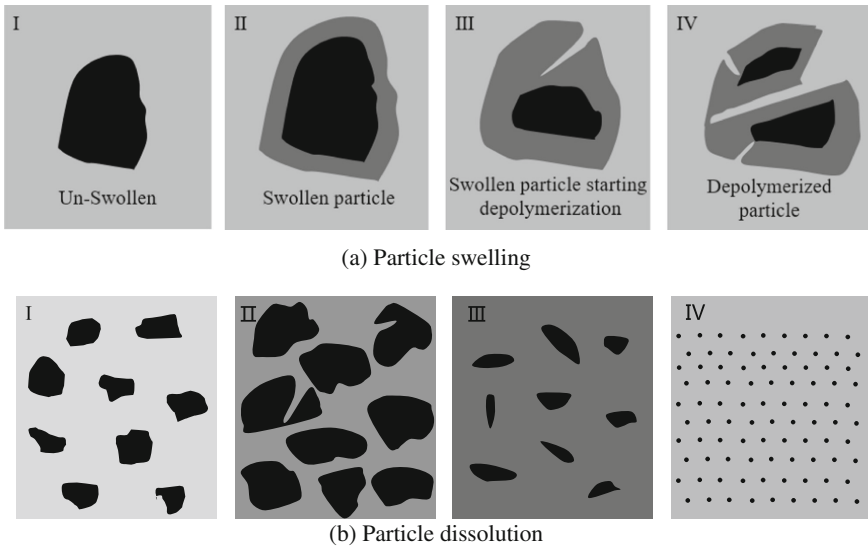 I
II
III
IV
Un-Swollen
Swollen particle
Swollen particle starting
depolymerization
Depolymerized
particle
(a) Particle swelling
I
II
III
IV
(b) Particle dissolution